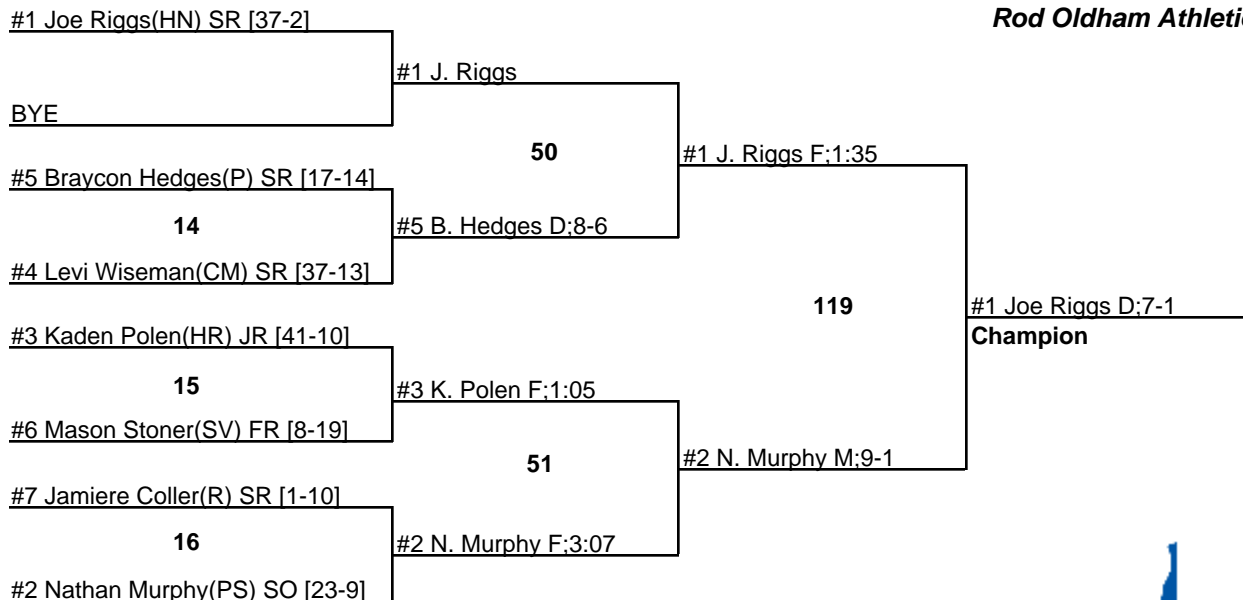 #1 Joe Riggs(HN) SR [37-2]
Rod Oldham
#1 J. Riggs
BYE
50
#1 J. Riggs F;1:35
#5 Braycon Hedges(P) SR [17-14]
14
#5 B. Hedges D;8-6
#4 Levi Wiseman(CM) SR [37-13]
119
#1 Joe Riggs D;7-1
Champion
#3 Kaden Polen(HR) JR [41-10]
15
#3 K. Polen F;1:05
#6 Mason Stoner(SV) FR [8-19]
51
#2 N. Murphy M;9-1
#7 Jamiere Coller(R) SR [1-10]
16
#2 N. Murphy F;3:07
#2 Nathan Murphy(PS) SO [23-9]